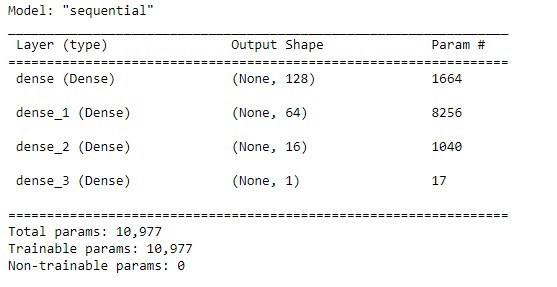 Model: "sequential"
_________________________________________________________________
Layer (type) Output Shape Param #
=================================================================
dense (Dense) (None, 128) 1664
dense_1 (Dense) (None, 64) 8256
dense_2 (Dense) (None, 16) 1040
dense_3 (Dense) (None, 1) 17
=================================================================
Total params: 10,977
Trainable params: 10,977
Non-trainable params: 0